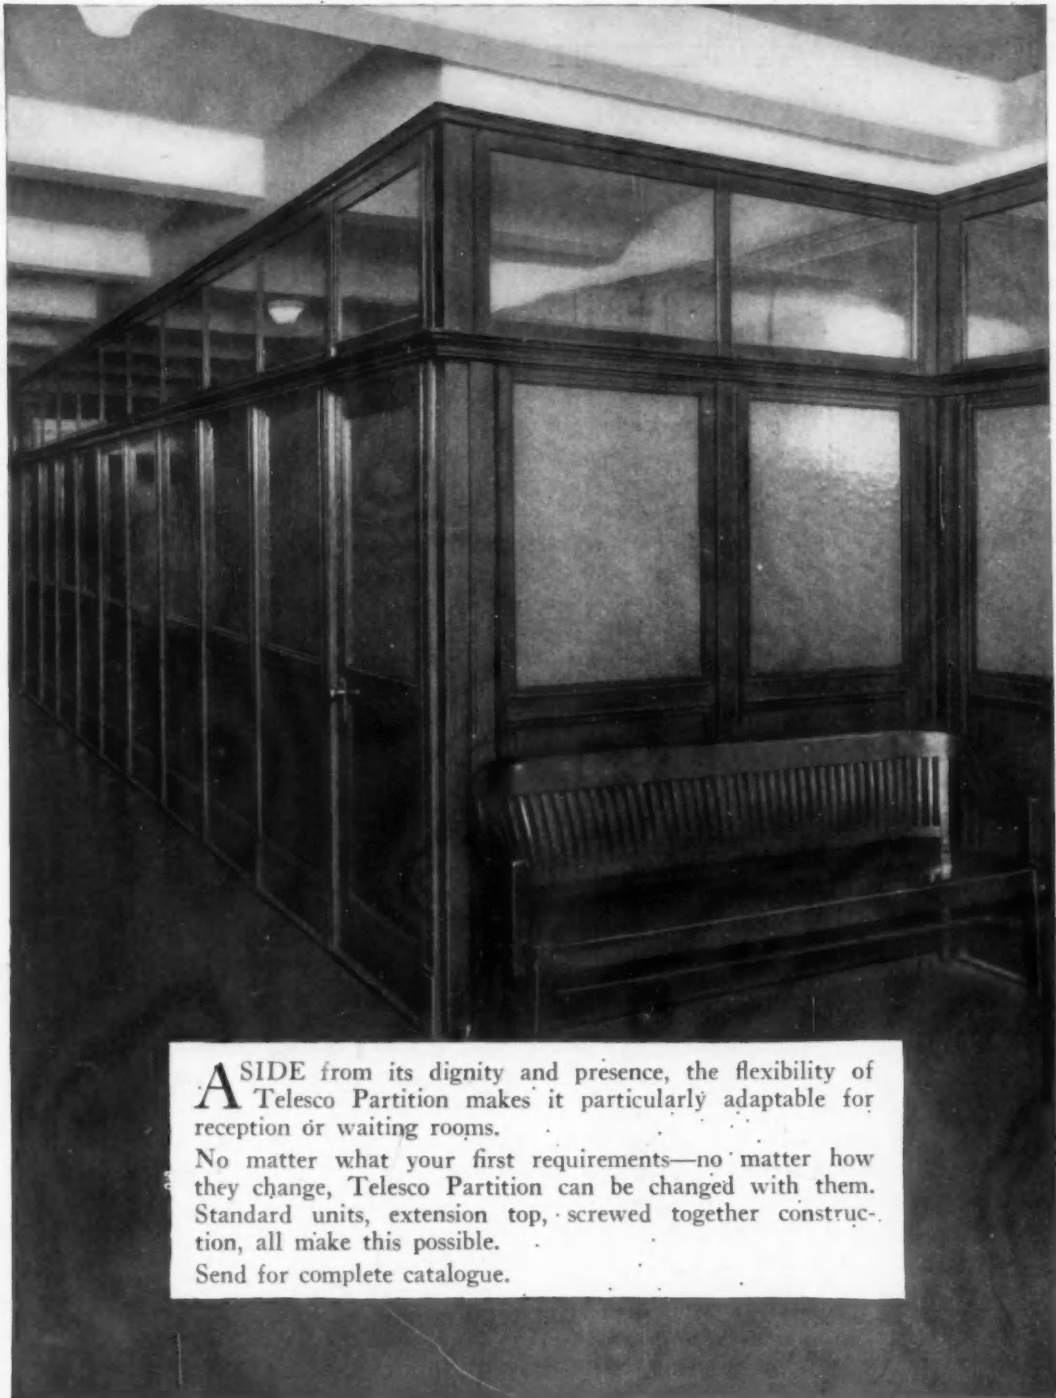 ASIDE from its dignity and presence, the flexibility of
Telesco Partition makes it particularly adaptable for
reception or waiting rooms.
No matter what your first requirements—no matter how
they change, Telesco Partition can be changed with them.
Standard units, extension top, screwed together construc-
tion, all make this possible.
Send for complete catalogue.